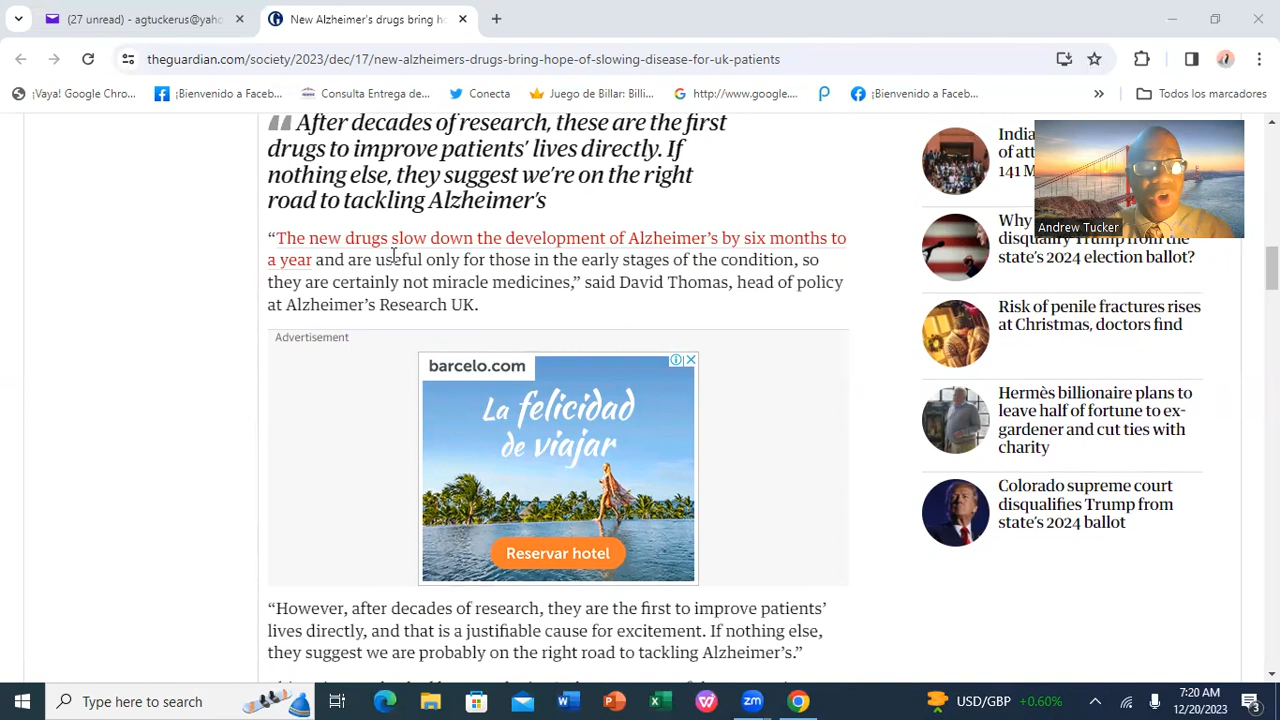 (27 unread) - agtuckerus@yaho
New Alzheimer's drugs bring ho
theguardian.com/society/2023/dec/17/new-alzheimers-drugs-bring-hope-of-slowing-disease-for-uk-patients
¡Vaya! Google Chro...
¡Bienvenido a Faceb...
Consulta Entrega de...
Conecta
Juego de Billar: Billi...
http://www.google....
¡Bienvenido a Faceb...
Todos los marcadores
After decades of research, these are the first
drugs to improve patients' lives directly. If
nothing else, they suggest we're on the right
road to tackling Alzheimer's
“The new drugs slow down the development of Alzheimer's by six months to
a year and are useful only for those in the early stages of the condition, so
they are certainly not miracle medicines,” said David Thomas, head of policy
at Alzheimer's Research UK.
Advertisement
barcelo.com
La felicidad
de viajar
Reservar hotel
“However, after decades of research, they are the first to improve patients'
lives directly, and that is a justifiable cause for excitement. If nothing else,
they suggest we are probably on the right road to tackling Alzheimer's.”
India
of att
141 M
Andrew Tucker
Why
disqualify Trump from the
state's 2024 election ballot?
Risk of penile fractures rises
at Christmas, doctors find
Hermès billionaire plans to
leave half of fortune to ex-
gardener and cut ties with
charity
Colorado supreme court
disqualifies Trump from
state's 2024 ballot
Type here to search
USD/GBP +0.60%
7:20 AM
12/20/2023
3